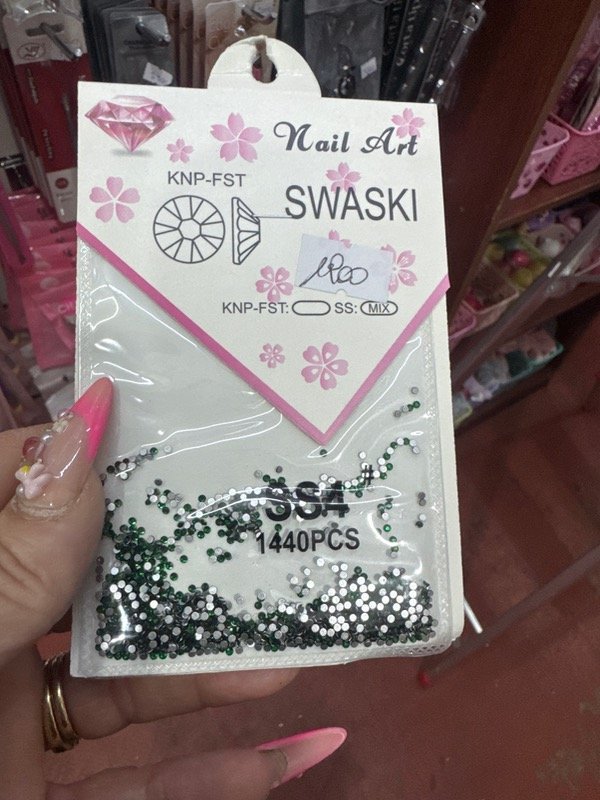 Nail Art
KNP-FST
SWASKI
KNP-FST: SS: MIX
SS4#
1440PCS